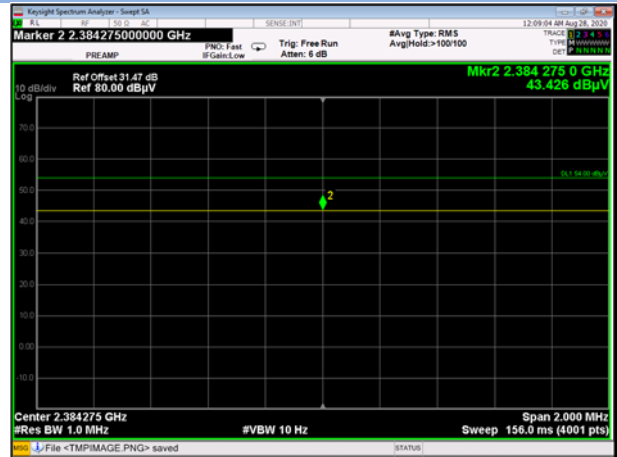 Keysight Spectrum Analyzer - Swept SA
RL RF 50 Ω AC SENSE:INT 12:09:04 AM Aug 28, 2020
Marker 2 2.384275000000 GHz
PREAMP
PNO: Fast
IFGain:Low
Trig: Free Run
Atten: 6 dB
#Avg Type: RMS
Avg|Hold:>100/100
TRACE 1 2 3 4 5 6
TYPE M WWWWW
DET P N N N N N
Mkr2 2.384 275 0 GHz
43.426 dBµV
Ref Offset 31.47 dB
10 dB/div Ref 80.00 dBµV
Log
70.0
60.0
DL1 54.00 dBµV
50.0
2
40.0
30.0
20.0
10.0
0.00
-10.0
Center 2.384275 GHz Span 2.000 MHz
#Res BW 1.0 MHz #VBW 10 Hz Sweep 156.0 ms (4001 pts)
MSG File <TMPIMAGE.PNG> saved STATUS